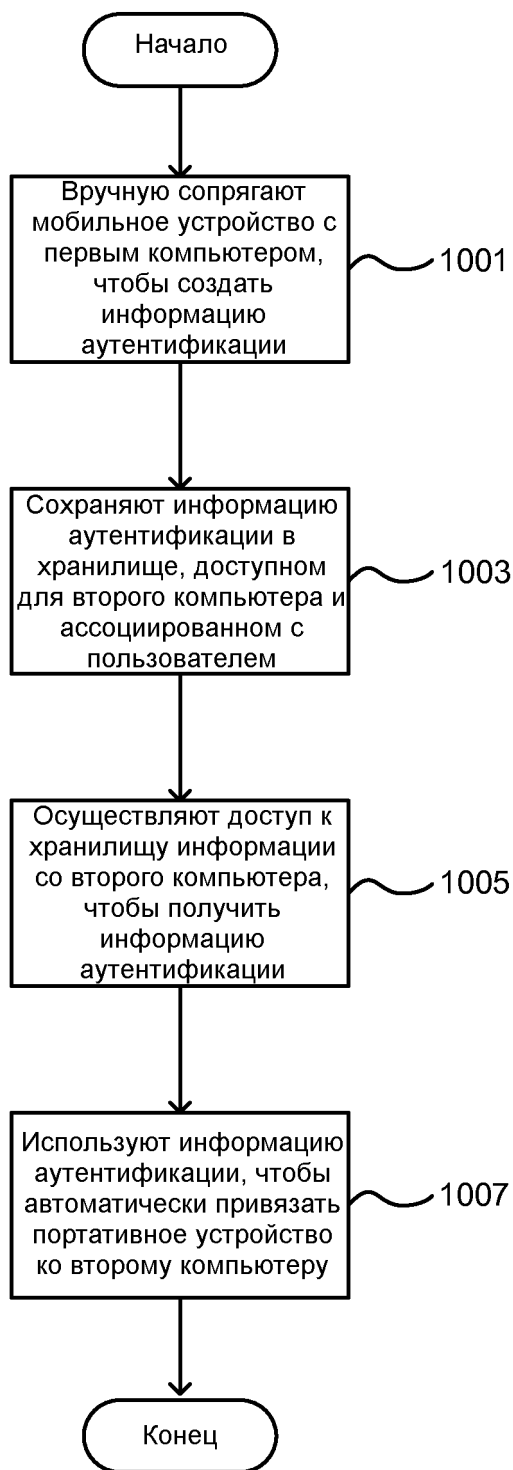 Начало
Вручную сопрягают
мобильное устройство с
первым компьютером,
чтобы создать
информацию
аутентификации
1001
Сохраняют информацию
аутентификации в
хранилище, доступном
для второго компьютера и
ассоциированном с
пользователем
1003
Осуществляют доступ к
хранилищу информации
со второго компьютера,
чтобы получить
информацию
аутентификации
1005
Используют информацию
аутентификации, чтобы
автоматически привязать
портативное устройство
ко второму компьютеру
1007
Конец